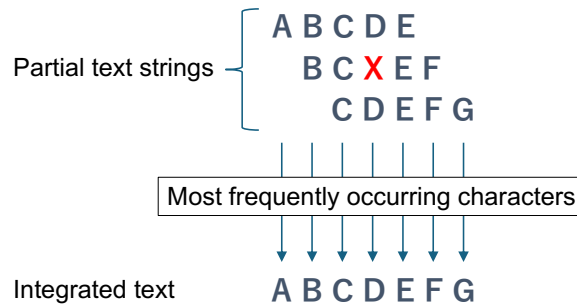 A B C D E
Partial text strings
B C X E F
C D E F G
Most frequently occurring characters
Integrated text
A B C D E F G